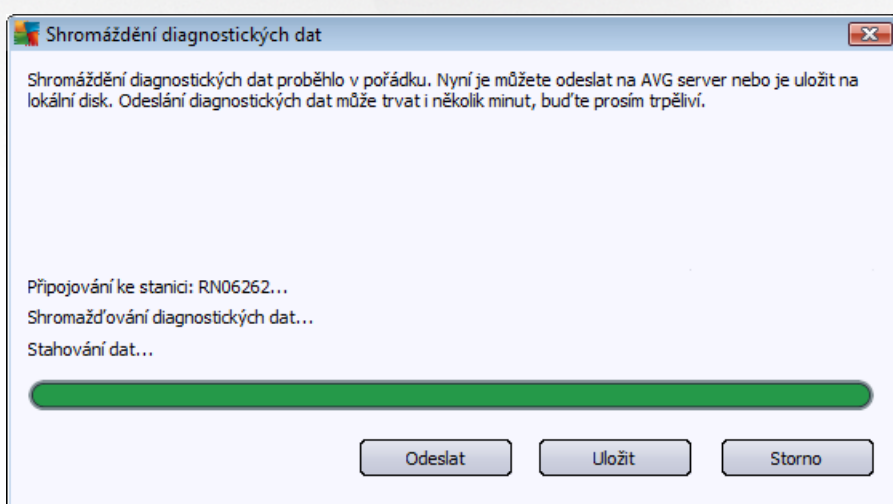 Shromáždění diagnostických dat
Shromáždění diagnostických dat proběhlo v pořádku. Nyní je můžete odeslat na AVG server nebo je uložit na
lokální disk. Odeslání diagnostických dat může trvat i několik minut, buďte prosím trpěliví.
Připojování ke stanici: RN06262...
Shromažďování diagnostických dat...
Stahování dat...
Odeslat Uložit Storno